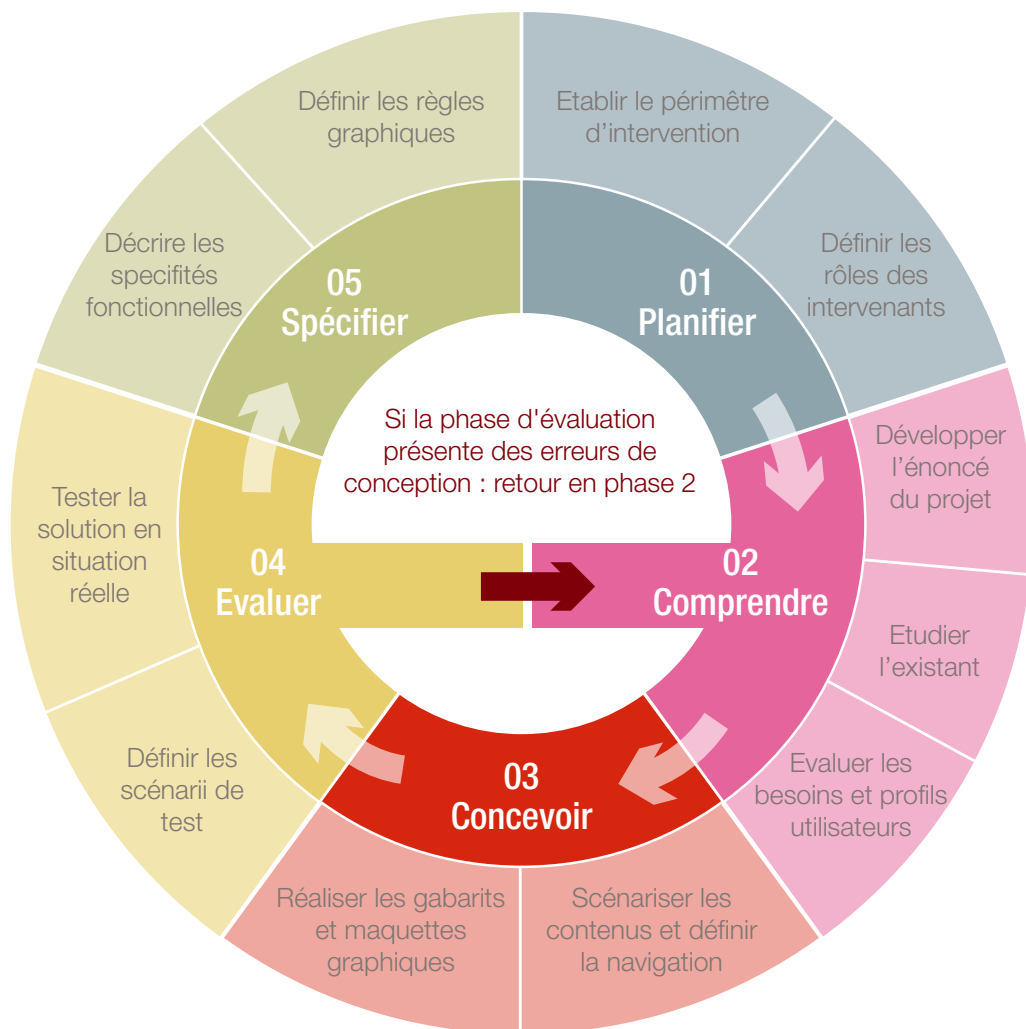 Etablir le périmêtre
d'intervention
Définir les
rôles des
intervenants
01
Planifier
Développer
l'énoncé
du projet
Etudier
l'existant
Evaluer les
besoins et profils
utilisateurs
02
Comprendre
Scénariser les
contenus et définir
la navigation
Réaliser les gabarits
et maquettes
graphiques
03
Concevoir
Définir les
scénarii de
test
Tester la
solution en
situation
réelle
04
Evaluer
Décrire les
specifités
fonctionnelles
Définir les règles
graphiques
05
Spécifier
Si la phase d'évaluation
présente des erreurs de
conception : retour en phase 2